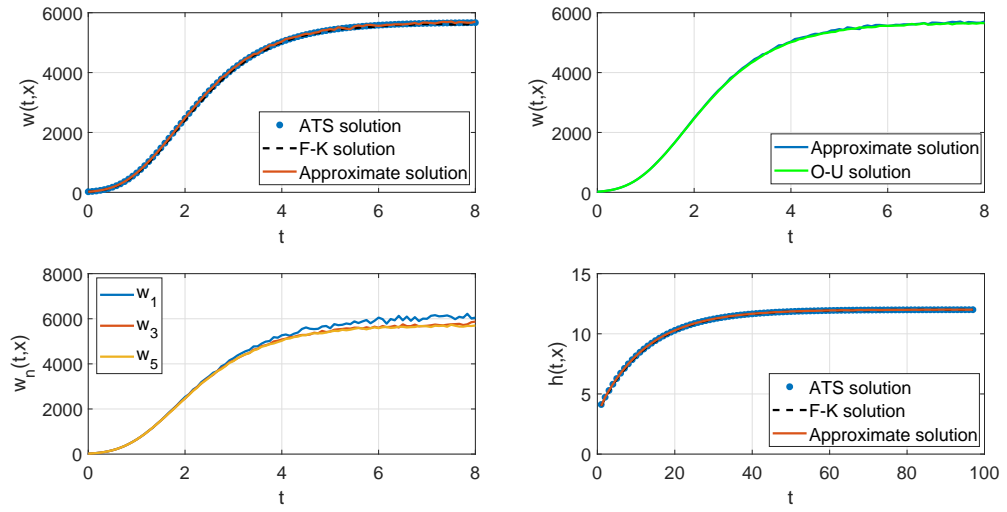 6000
4000
2000
0
w(t,x)
ATS solution
F-K solution
Approximate solution
0 2 4 6 8
t
6000
4000
2000
0
w(t,x)
Approximate solution
O-U solution
0 2 4 6 8
t
8000
6000
4000
2000
0
w_n(t,x)
w_1
w_3
w_5
0 2 4 6 8
t
15
10
5
0
h(t,x)
ATS solution
F-K solution
Approximate solution
0 20 40 60 80 100
t